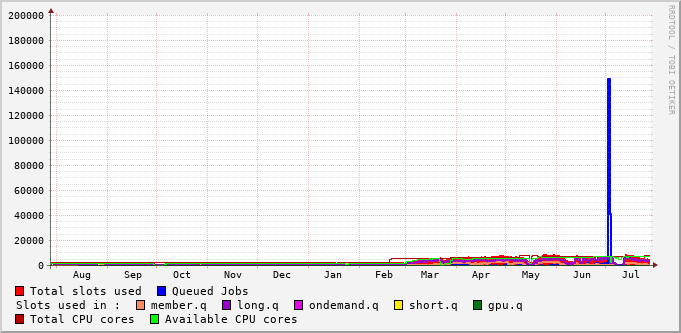 RRDTOOL / TOBI OETIKER
200000
180000
160000
140000
120000
100000
80000
60000
40000
20000
0
Aug Sep Oct Nov Dec Jan Feb Mar Apr May Jun Jul
Total slots used Queued Jobs
Slots used in : member.q long.q ondemand.q short.q gpu.q
Total CPU cores Available CPU cores